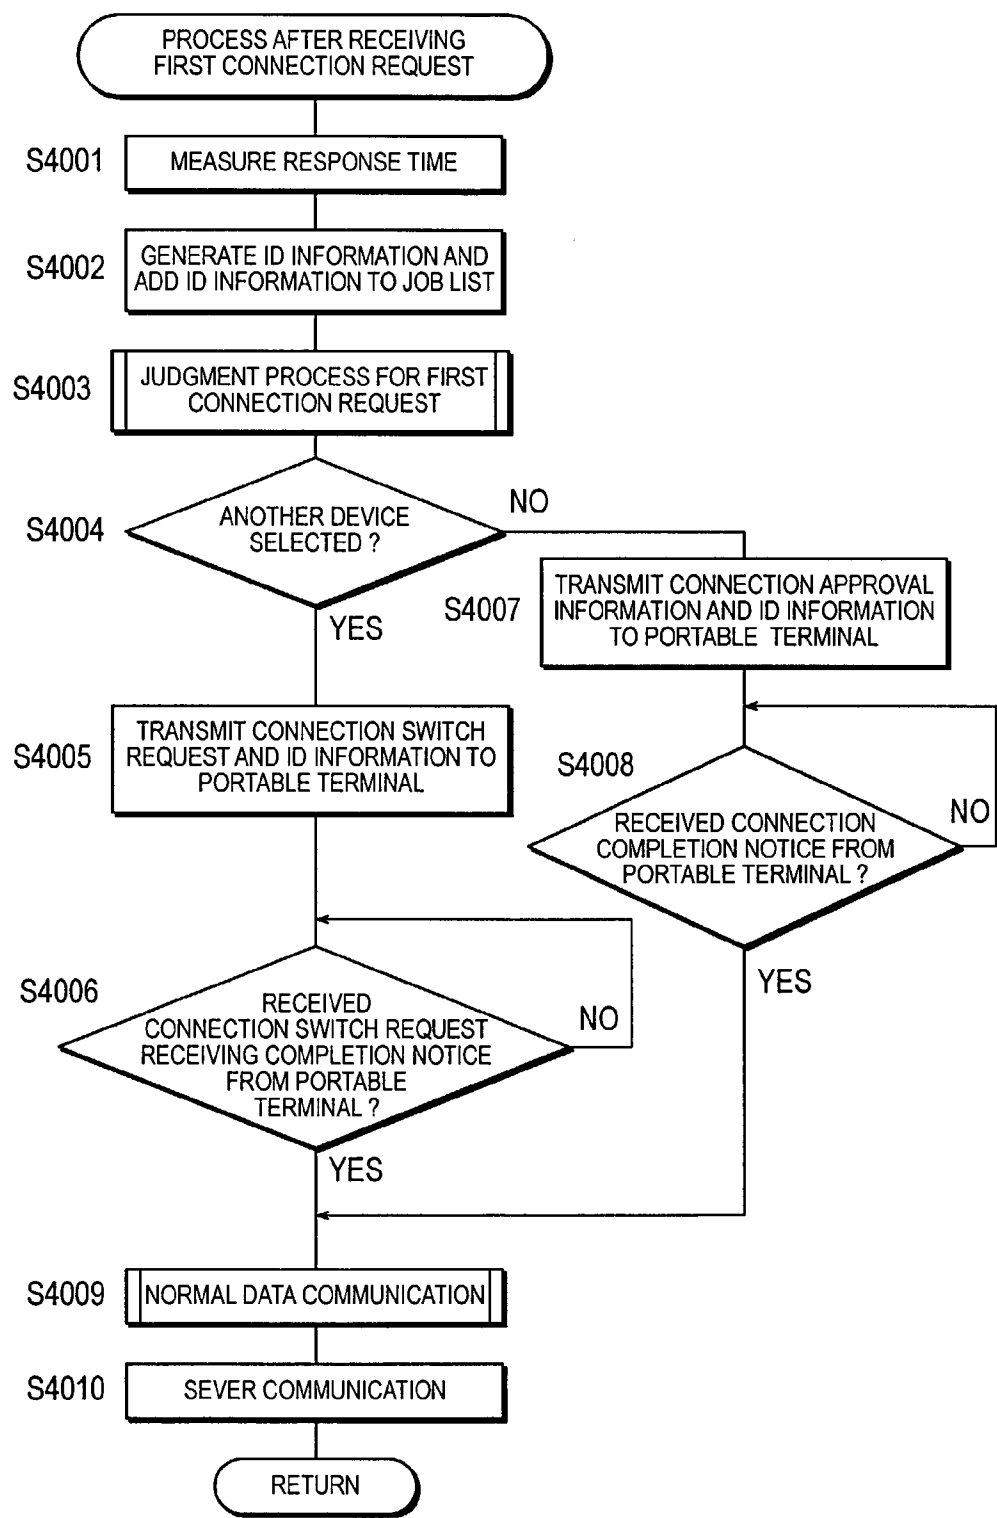 PROCESS AFTER RECEIVING
FIRST CONNECTION REQUEST
S4001
MEASURE RESPONSE TIME
S4002
GENERATE ID INFORMATION AND
ADD ID INFORMATION TO JOB LIST
S4003
JUDGMENT PROCESS FOR FIRST
CONNECTION REQUEST
S4004
ANOTHER DEVICE
SELECTED ?
NO
YES
S4007
TRANSMIT CONNECTION APPROVAL
INFORMATION AND ID INFORMATION
TO PORTABLE TERMINAL
S4005
TRANSMIT CONNECTION SWITCH
REQUEST AND ID INFORMATION TO
PORTABLE TERMINAL
S4008
RECEIVED CONNECTION
COMPLETION NOTICE FROM
PORTABLE TERMINAL ?
NO
YES
S4006
RECEIVED
CONNECTION SWITCH REQUEST
RECEIVING COMPLETION NOTICE
FROM PORTABLE
TERMINAL ?
NO
YES
S4009
NORMAL DATA COMMUNICATION
S4010
SEVER COMMUNICATION
RETURN